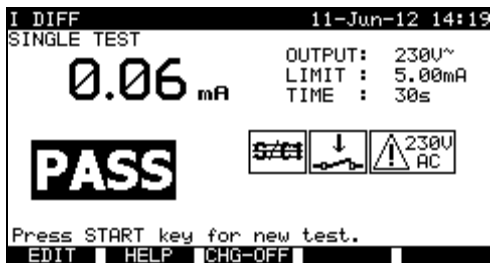 I DIFF 11-Jun-12 14:19
SINGLE TEST
0.06 mA
OUTPUT: 230V~
LIMIT : 5.00mA
TIME : 30s
PASS
S/C1
230V
AC
Press START key for new test.
EDIT HELP CHG-OFF